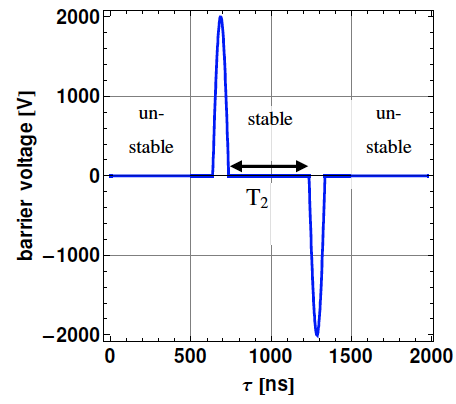 2000
1000
0
−1000
−2000
barrier voltage [V]
un-
stable
stable
un-
stable
T₂
0
500
1000
1500
2000
τ [ns]